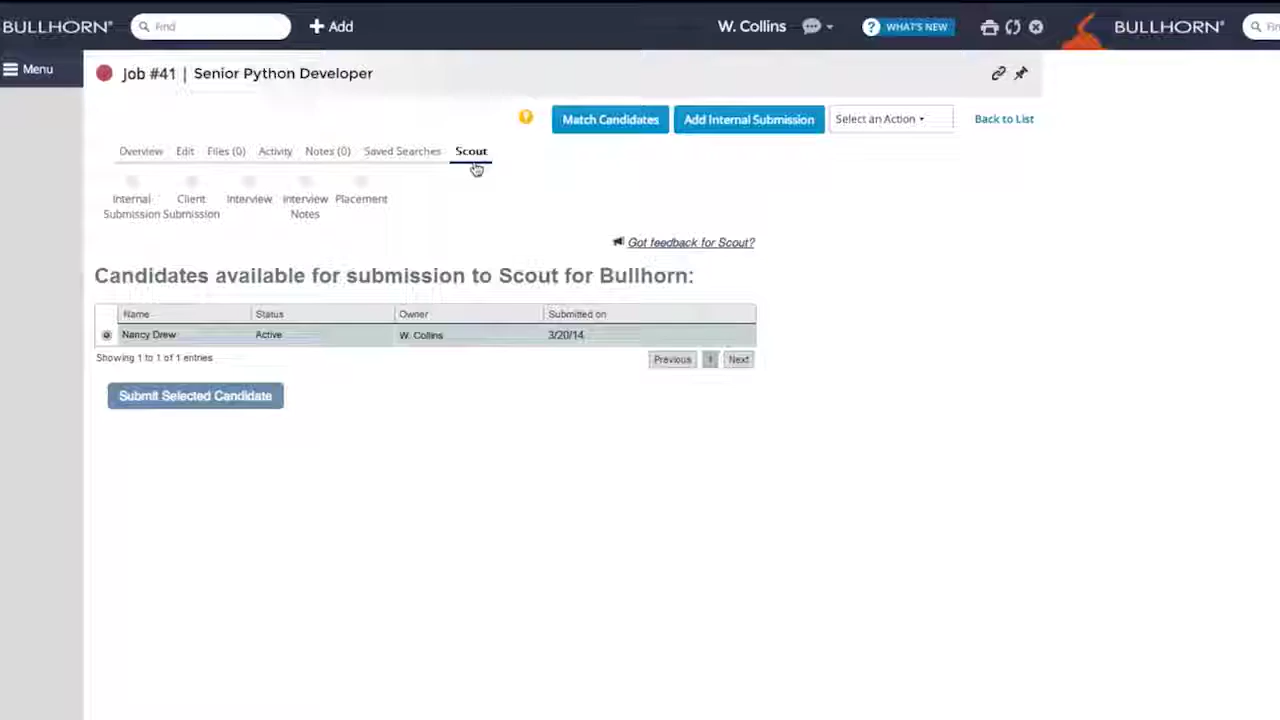 BULLHORN® Find Add W. Collins ? WHAT'S NEW BULLHORN®
Menu Job #41 | Senior Python Developer
Match Candidates Add Internal Submission Select an Action Back to List
Overview Edit Files (0) Activity Notes (0) Saved Searches Scout
Internal Submission Client Submission Interview Interview Notes Placement
Got feedback for Scout?
Candidates available for submission to Scout for Bullhorn:
Name Status Owner Submitted on
Nancy Drew Active W. Collins 3/20/14
Showing 1 to 1 of 1 entries Previous 1 Next
Submit Selected Candidate